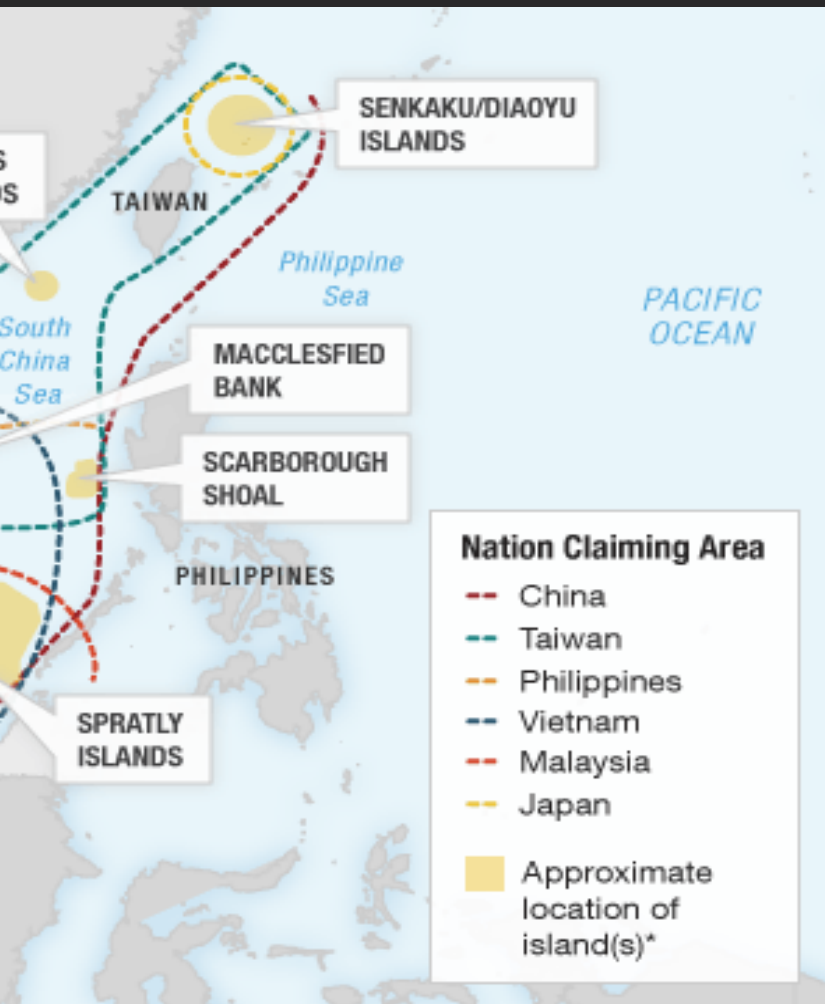 SENKAKU/DIAOYU
ISLANDS
S
DS
TAIWAN
Philippine
Sea
PACIFIC
OCEAN
South
China
Sea
MACCLESFIED
BANK
SCARBOROUGH
SHOAL
PHILIPPINES
SPRATLY
ISLANDS
Nation Claiming Area
China
Taiwan
Philippines
Vietnam
Malaysia
Japan
Approximate
location of
island(s)*